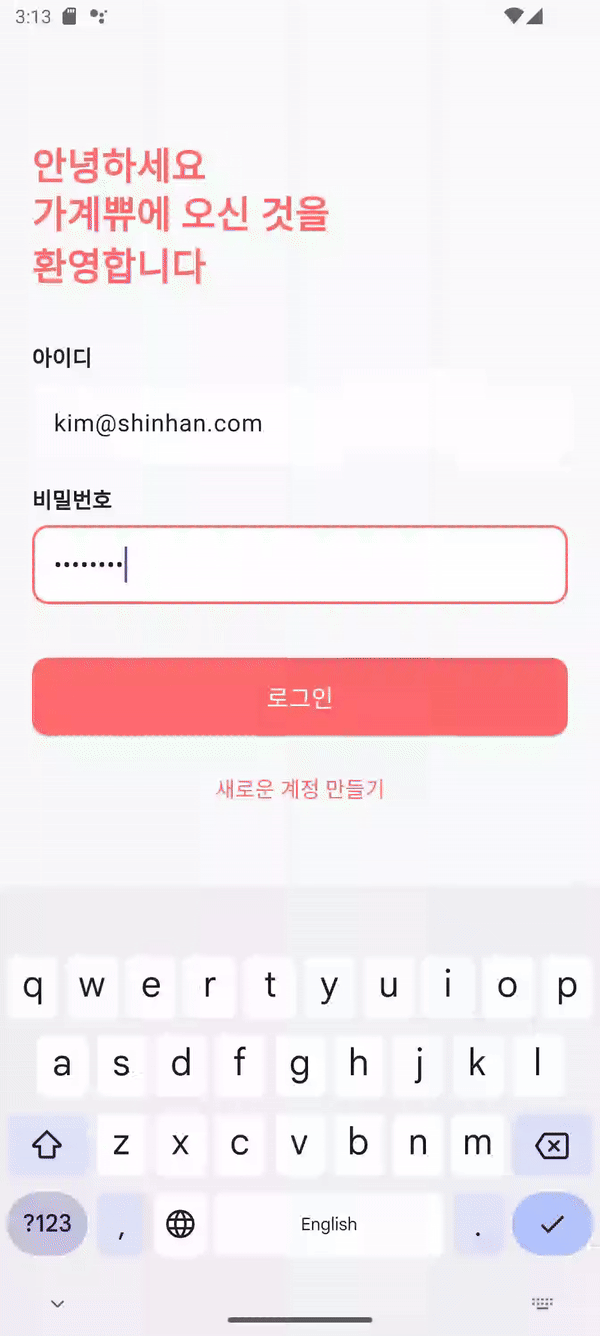 3:13
안녕하세요
가계쀼에 오신 것을
환영합니다
아이디
kim@shinhan.com
비밀번호
••••••••
로그인
새로운 계정 만들기
q w e r t y u i o p
a s d f g h j k l
z x c v b n m
?123 , English .